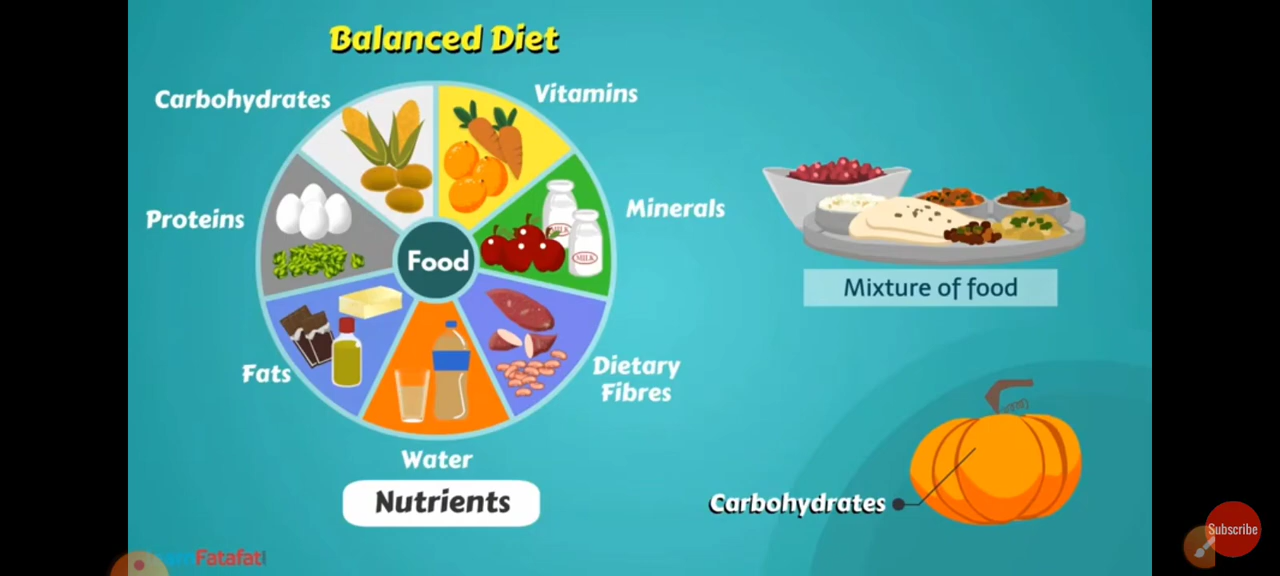 Balanced Diet
Carbohydrates
Vitamins
Proteins
Minerals
Food
MILK
MILK
Fats
Dietary
Fibres
Water
Nutrients
Mixture of food
Carbohydrates
Fatafat
Subscribe